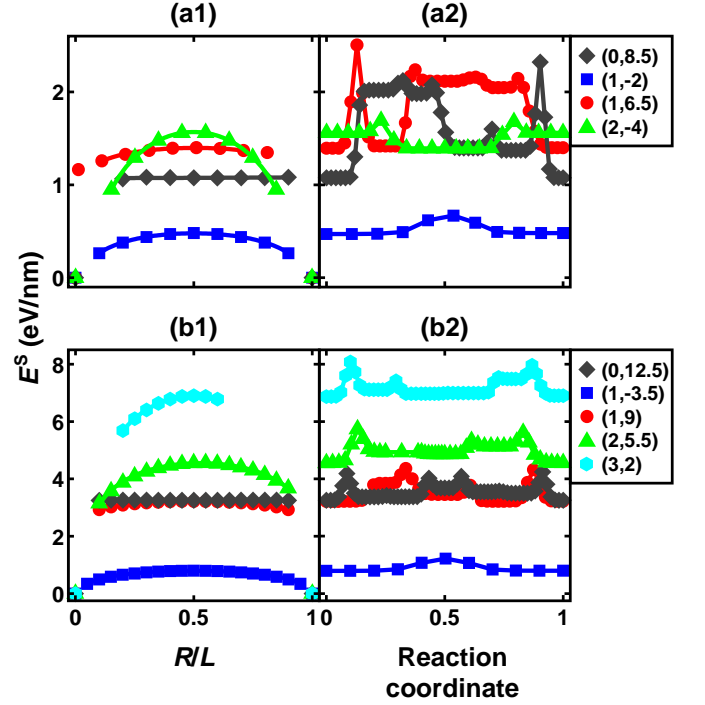 (a1)
(a2)
(0,8.5)
(1,-2)
(1,6.5)
(2,-4)
2
1
0
E^S (eV/nm)
(b1)
(b2)
(0,12.5)
(1,-3.5)
(1,9)
(2,5.5)
(3,2)
8
6
4
2
0
0 0.5 1 0 0.5 1
R/L
Reaction
coordinate